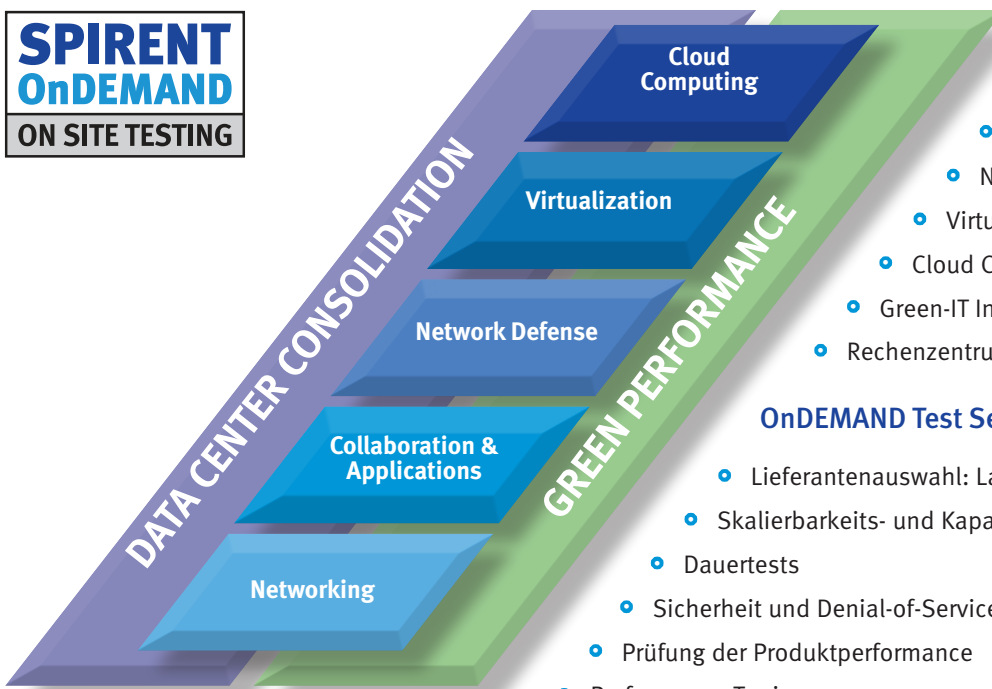 SPIRENT
OnDEMAND
ON SITE TESTING
DATA CENTER CONSOLIDATION
GREEN PERFORMANCE
Cloud
Computing
Virtualization
Network Defense
Collaboration &
Applications
Networking
Cloud
Green-IT
OnDEMAND Test
Lieferantenauswahl:
Skalierbarkeits- und
Dauertests
Sicherheit und Denial-of-Service
Prüfung der Produktperformance